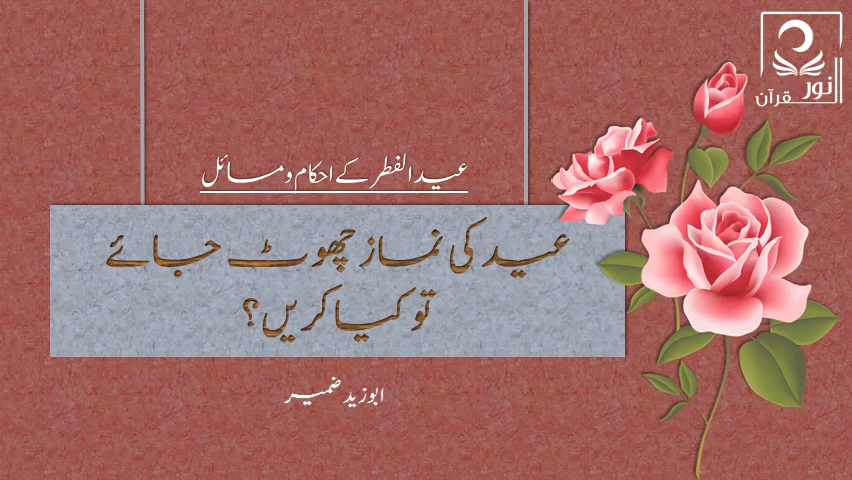 نور
قرآن
عید الفطر کے احکام و مسائل
عید کی نماز چھوٹ جائے
تو کیا کریں؟
ابوزید ضمیر